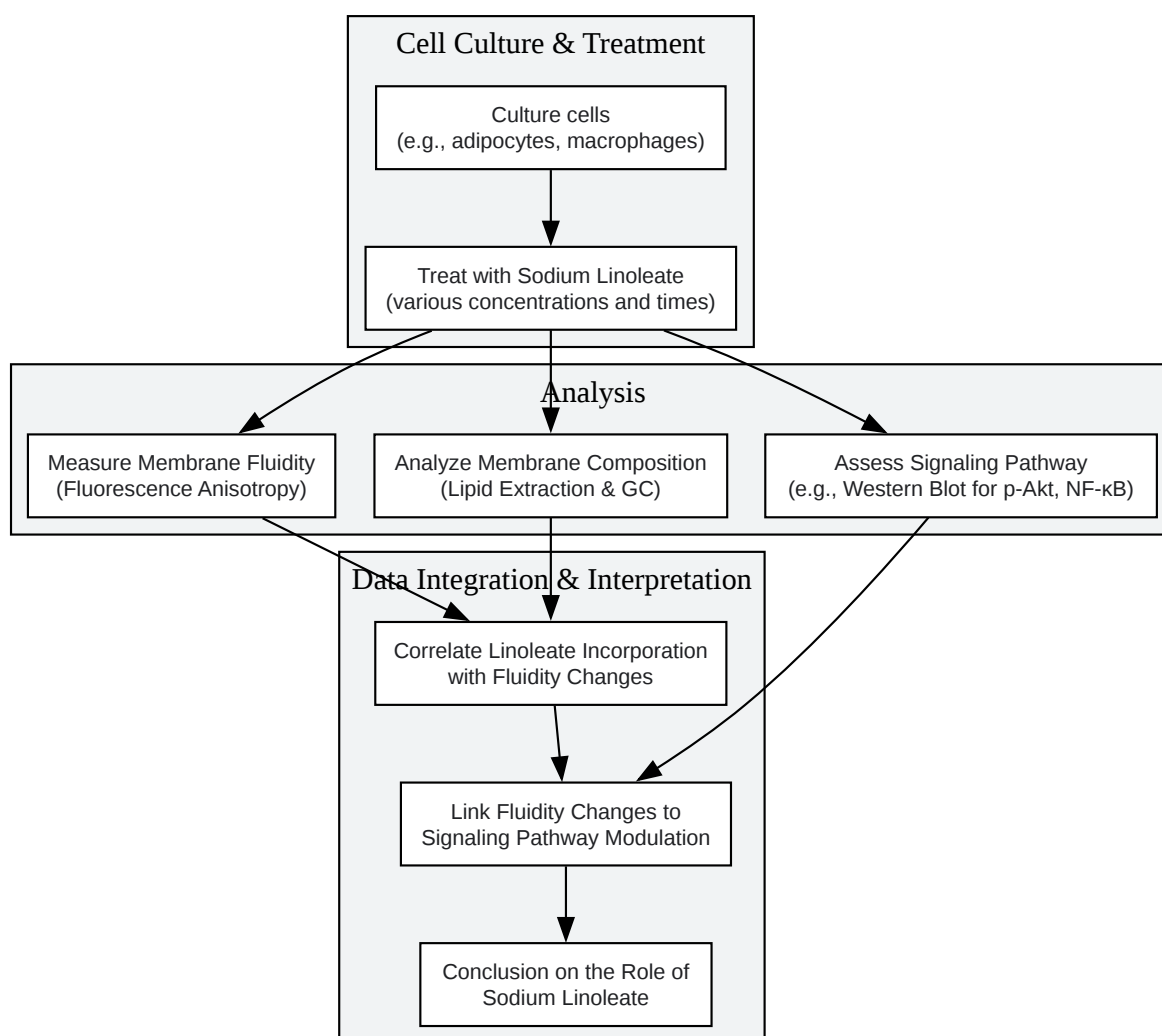 Cell Culture & Treatment
Culture cells
(e.g., adipocytes, macrophages)
Treat with Sodium Linoleate
(various concentrations and times)
Analysis
Measure Membrane Fluidity
(Fluorescence Anisotropy)
Analyze Membrane Composition
(Lipid Extraction & GC)
Assess Signaling Pathway
(e.g., Western Blot for p-Akt, NF-κB)
Data Integration & Interpretation
Correlate Linoleate Incorporation
with Fluidity Changes
Link Fluidity Changes to
Signaling Pathway Modulation
Conclusion on the Role of
Sodium Linoleate